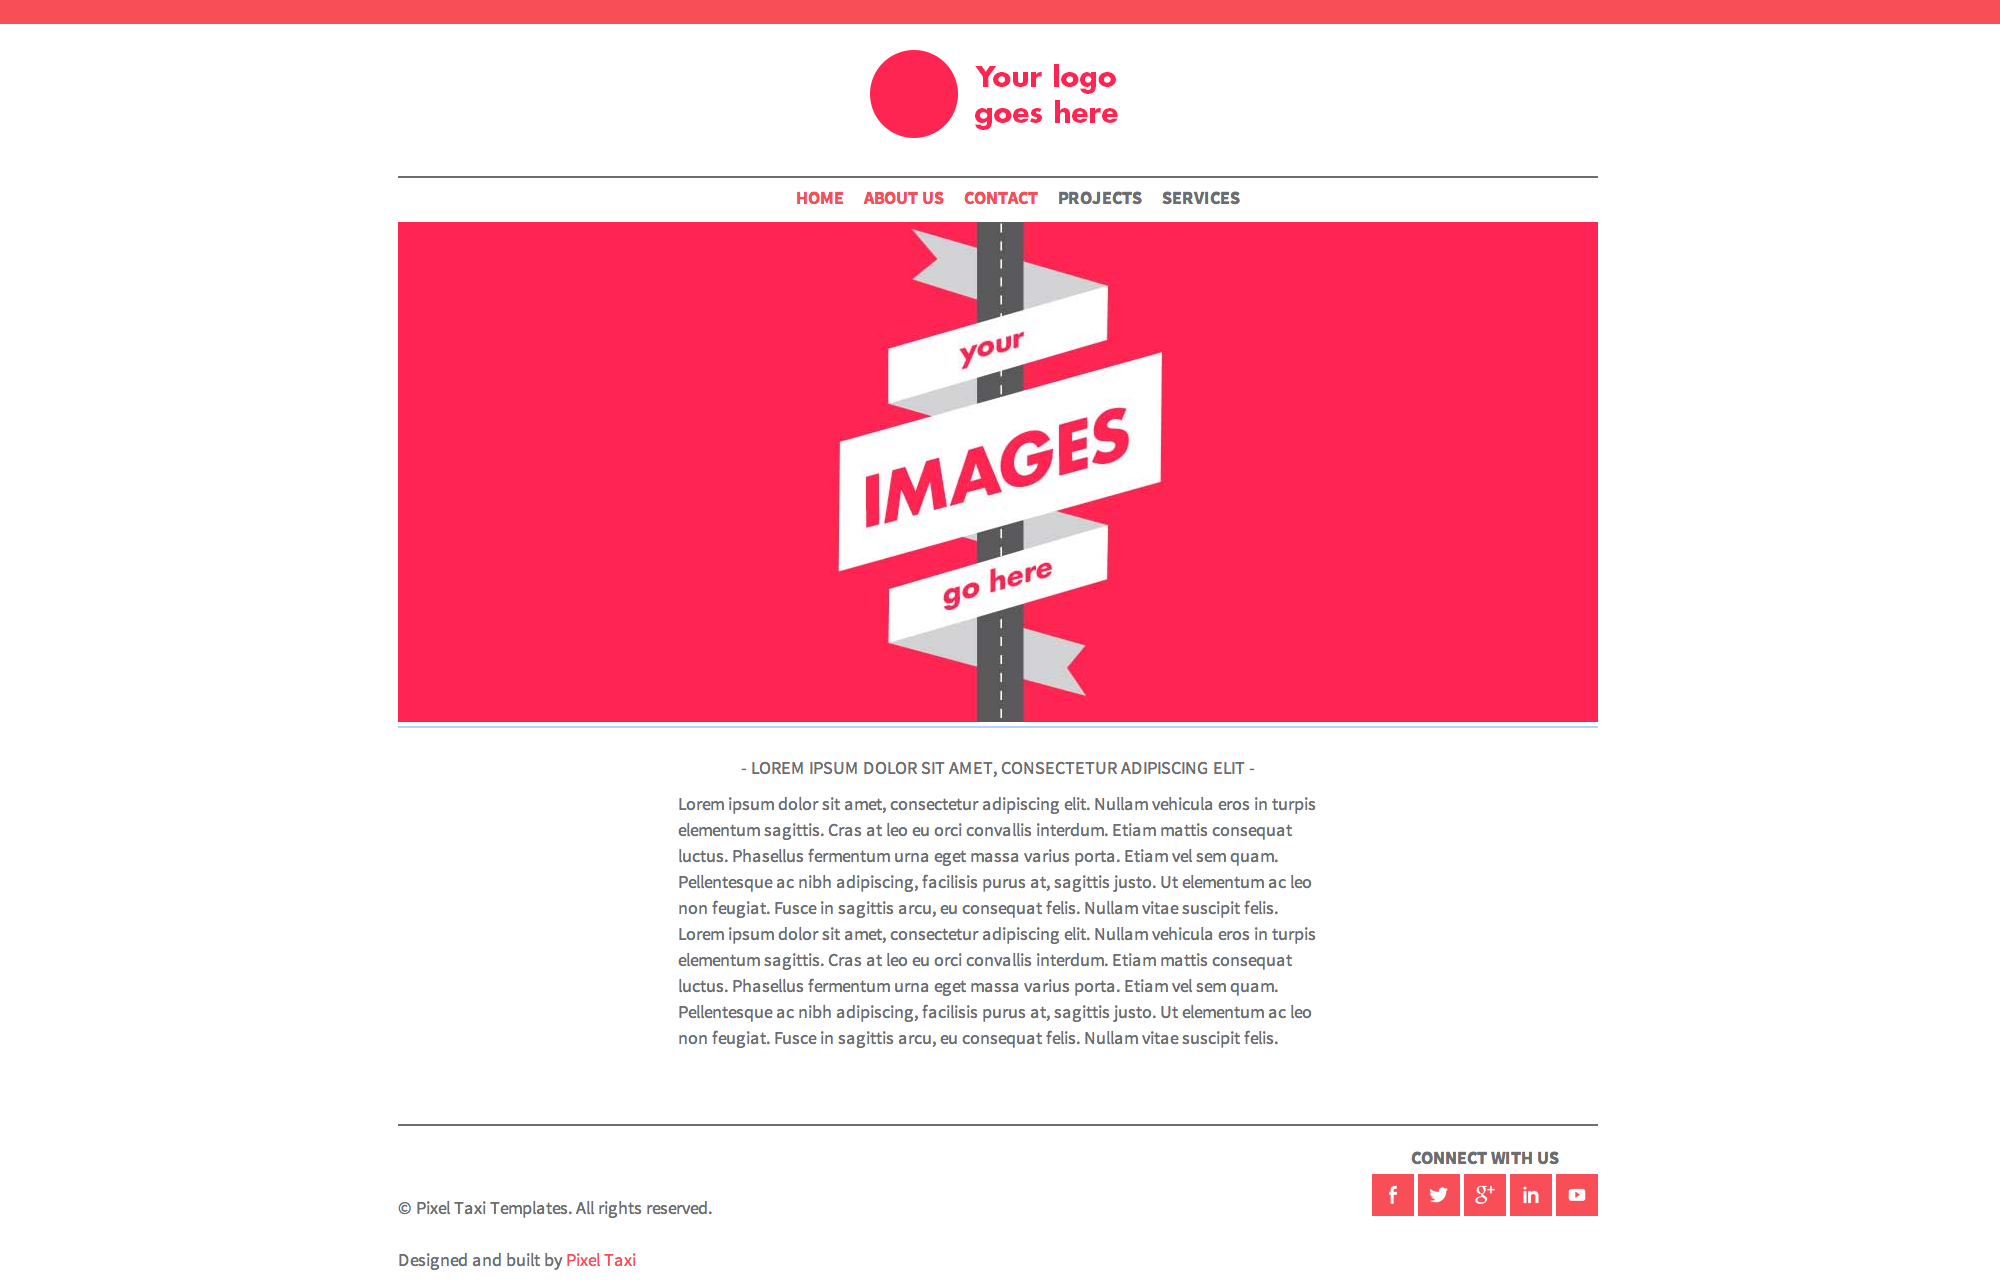 Your logo
goes here
HOME ABOUT US CONTACT PROJECTS SERVICES
your
IMAGES
go here
- LOREM IPSUM DOLOR SIT AMET, CONSECTETUR ADIPISCING ELIT -
Lorem ipsum dolor sit amet, consectetur adipiscing elit. Nullam vehicula eros in turpis
elementum sagittis. Cras at leo eu orci convallis interdum. Etiam mattis consequat
luctus. Phasellus fermentum urna eget massa varius porta. Etiam vel sem quam.
Pellentesque ac nibh adipiscing, facilisis purus at, sagittis justo. Ut elementum ac leo
non feugiat. Fusce in sagittis arcu, eu consequat felis. Nullam vitae suscipit felis.
Lorem ipsum dolor sit amet, consectetur adipiscing elit. Nullam vehicula eros in turpis
elementum sagittis. Cras at leo eu orci convallis interdum. Etiam mattis consequat
luctus. Phasellus fermentum urna eget massa varius porta. Etiam vel sem quam.
Pellentesque ac nibh adipiscing, facilisis purus at, sagittis justo. Ut elementum ac leo
non feugiat. Fusce in sagittis arcu, eu consequat felis. Nullam vitae suscipit felis.
CONNECT WITH US
f g+ in
© Pixel Taxi Templates. All rights reserved.
Designed and built by Pixel Taxi